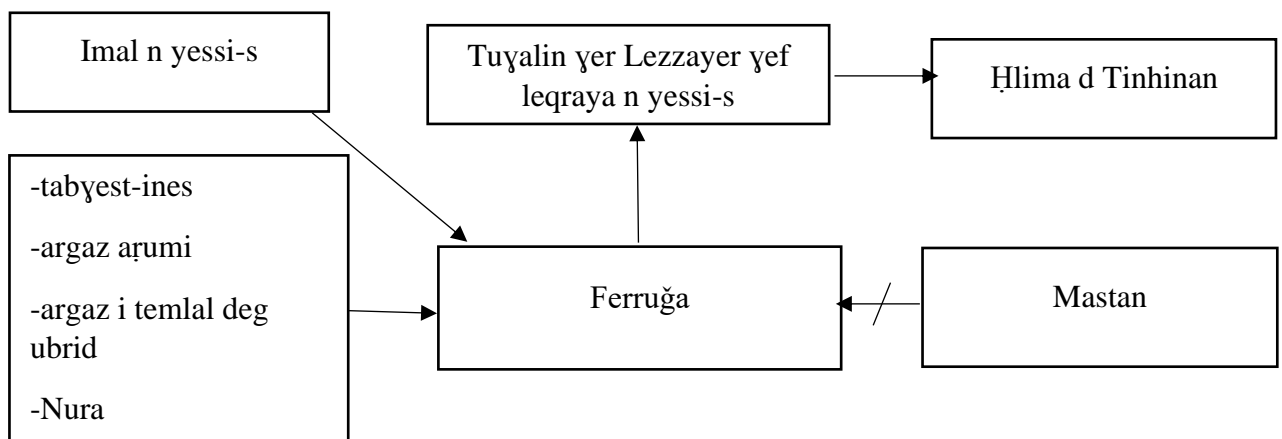 Imal n yessi-s
Tuɣalin ɣer Lezzayer ɣef
leqraya n yessi-s
Ḥlima d Tinhinan
-tabɣest-ines
-argaz aṛumi
-argaz i temlal deg
ubrid
-Nura
Ferruǧa
Mastan